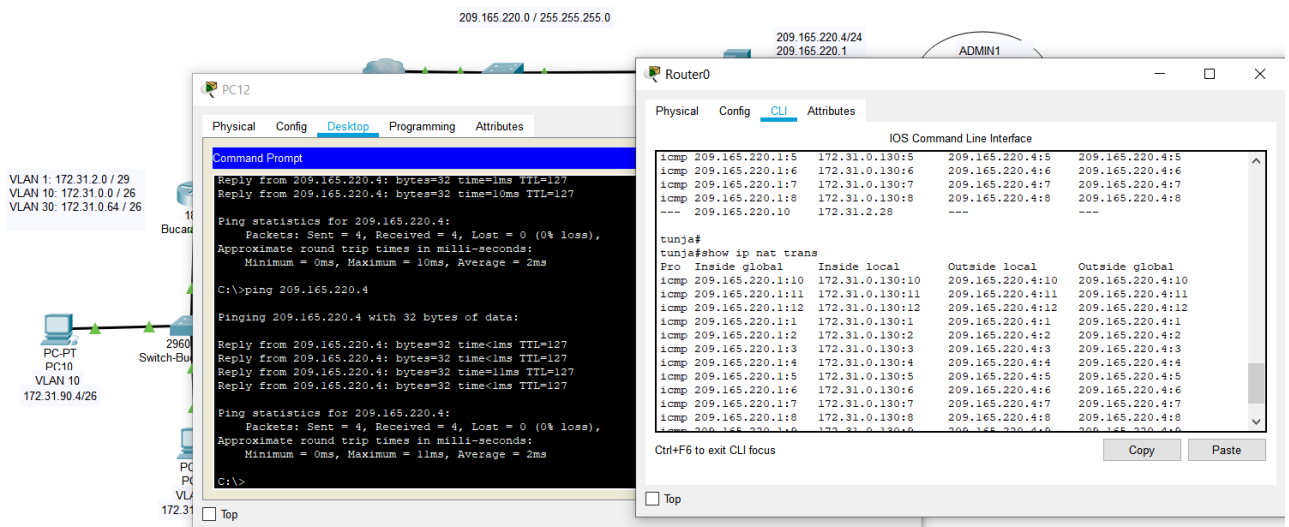 209.165.220.0 / 255.255.255.0
209.165.220.4/24
209.165.220.1
ADMIN1
VLAN 1: 172.31.2.0 / 29
VLAN 10: 172.31.0.0 / 26
VLAN 30: 172.31.0.64 / 26
PC-PT
PC10
VLAN 10
172.31.90.4/26
2960
PC12
Physical Config Desktop Programming Attributes
Command Prompt
Reply from 209.165.220.4: bytes=32 time=1ms TTL=127
Reply from 209.165.220.4: bytes=32 time=10ms TTL=127
Ping statistics for 209.165.220.4:
Packets: Sent = 4, Received = 4, Lost = 0 (0% loss),
Approximate round trip times in milli-seconds:
Minimum = 0ms, Maximum = 10ms, Average = 2ms
C:\>ping 209.165.220.4
Pinging 209.165.220.4 with 32 bytes of data:
Reply from 209.165.220.4: bytes=32 time<1ms TTL=127
Reply from 209.165.220.4: bytes=32 time<1ms TTL=127
Reply from 209.165.220.4: bytes=32 time=11ms TTL=127
Reply from 209.165.220.4: bytes=32 time<1ms TTL=127
Ping statistics for 209.165.220.4:
Packets: Sent = 4, Received = 4, Lost = 0 (0% loss),
Approximate round trip times in milli-seconds:
Minimum = 0ms, Maximum = 11ms, Average = 2ms
C:\>
Top
Router0
Physical Config CLI Attributes
IOS Command Line Interface
icmp 209.165.220.1:5 172.31.0.130:5 209.165.220.4:5 209.165.220.4:5
icmp 209.165.220.1:6 172.31.0.130:6 209.165.220.4:6 209.165.220.4:6
icmp 209.165.220.1:7 172.31.0.130:7 209.165.220.4:7 209.165.220.4:7
icmp 209.165.220.1:8 172.31.0.130:8 209.165.220.4:8 209.165.220.4:8
--- 209.165.220.10 172.31.2.28 --- ---
tunja#
tunja#show ip nat trans
Pro Inside global Inside local Outside local Outside global
icmp 209.165.220.1:10 172.31.0.130:10 209.165.220.4:10 209.165.220.4:10
icmp 209.165.220.1:11 172.31.0.130:11 209.165.220.4:11 209.165.220.4:11
icmp 209.165.220.1:12 172.31.0.130:12 209.165.220.4:12 209.165.220.4:12
icmp 209.165.220.1:1 172.31.0.130:1 209.165.220.4:1 209.165.220.4:1
icmp 209.165.220.1:2 172.31.0.130:2 209.165.220.4:2 209.165.220.4:2
icmp 209.165.220.1:3 172.31.0.130:3 209.165.220.4:3 209.165.220.4:3
icmp 209.165.220.1:4 172.31.0.130:4 209.165.220.4:4 209.165.220.4:4
icmp 209.165.220.1:5 172.31.0.130:5 209.165.220.4:5 209.165.220.4:5
icmp 209.165.220.1:6 172.31.0.130:6 209.165.220.4:6 209.165.220.4:6
icmp 209.165.220.1:7 172.31.0.130:7 209.165.220.4:7 209.165.220.4:7
icmp 209.165.220.1:8 172.31.0.130:8 209.165.220.4:8 209.165.220.4:8
icmp 209.165.220.1:9 172.31.0.130:9 209.165.220.4:9 209.165.220.4:9
Ctrl+F6 to exit CLI focus
Copy Paste
Top